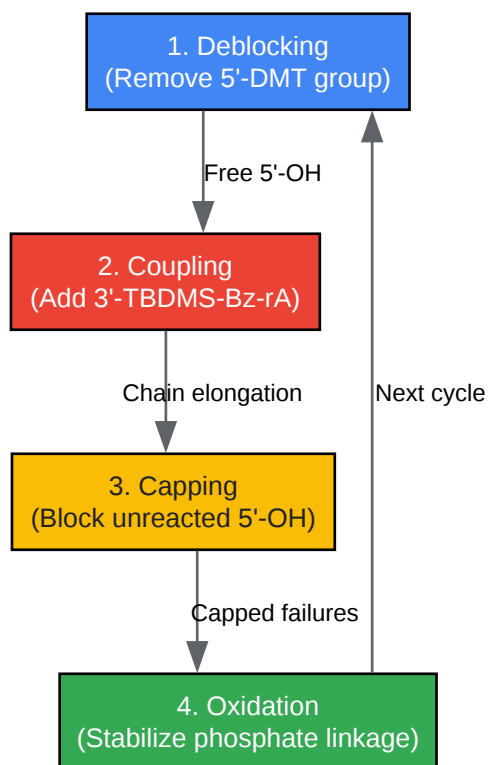 1. Deblocking
(Remove 5'-DMT group)
Free 5'-OH
2. Coupling
(Add 3'-TBDMS-Bz-rA)
Chain elongation
Next cycle
3. Capping
(Block unreacted 5'-OH)
Capped failures
4. Oxidation
(Stabilize phosphate linkage)